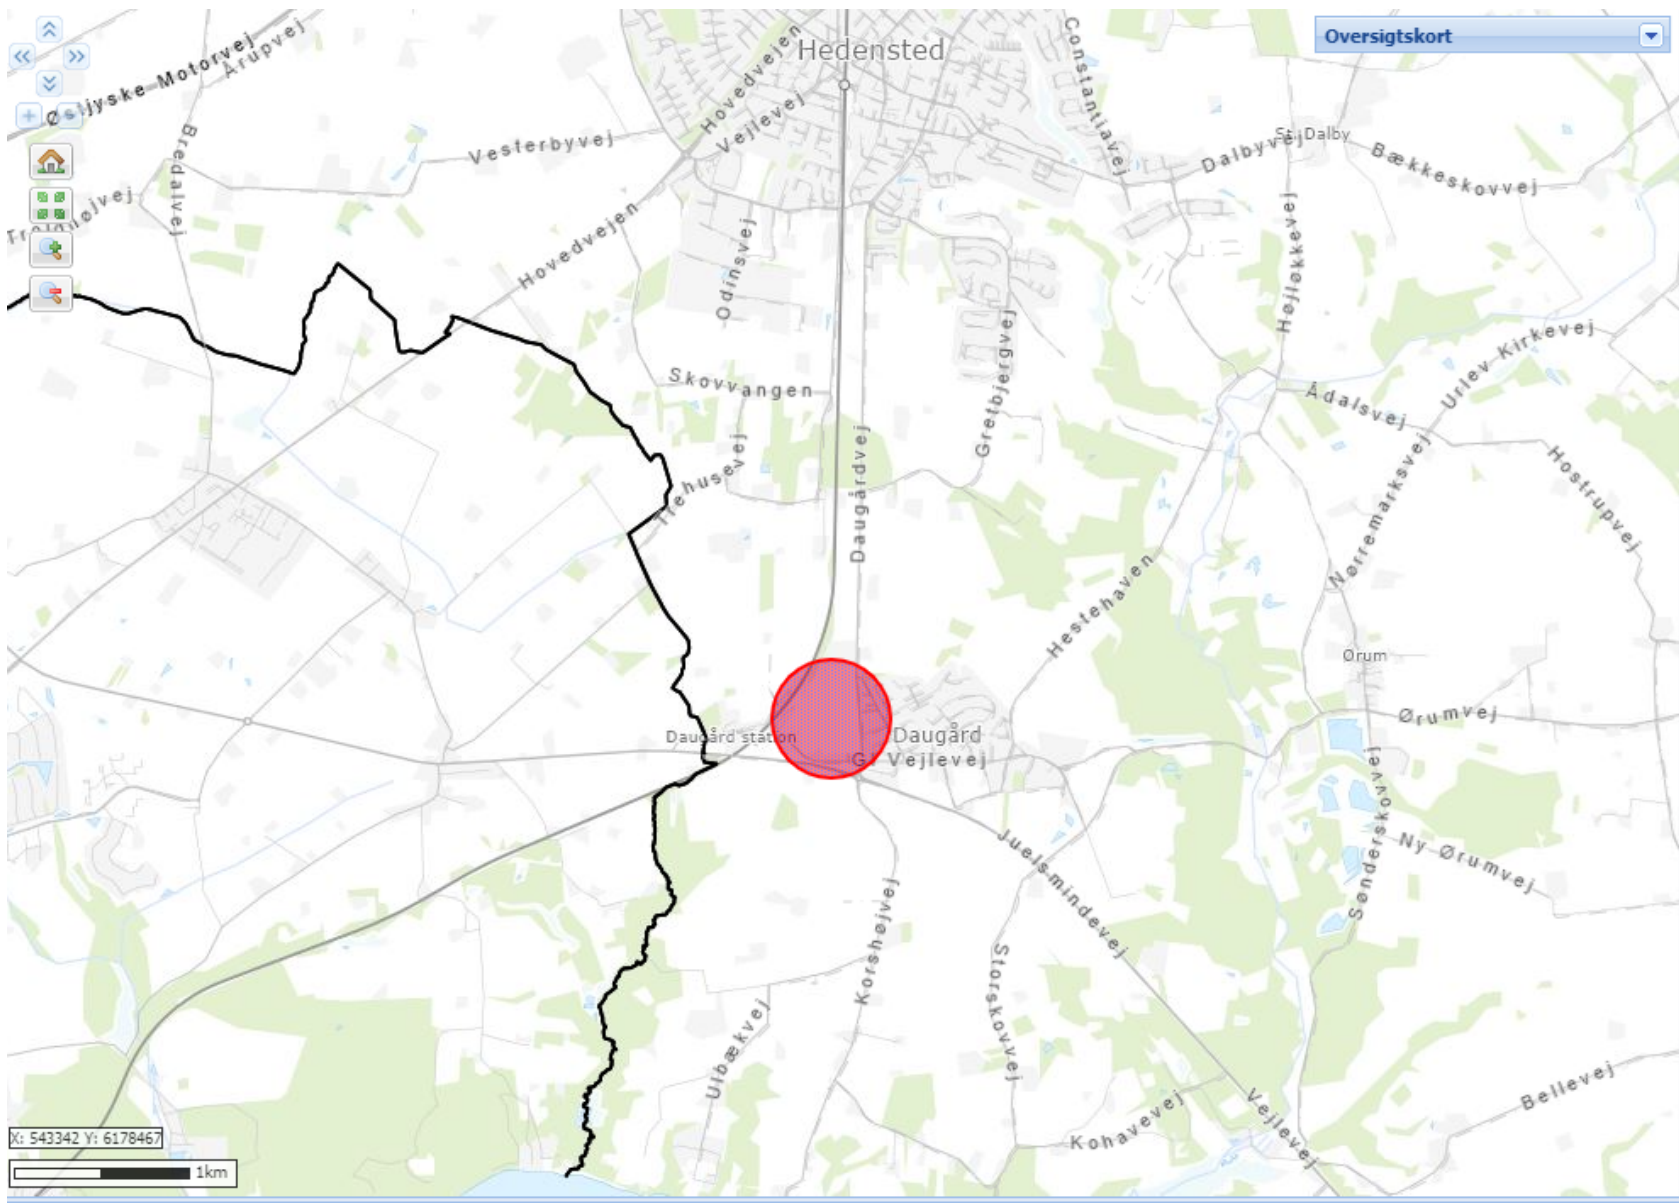 Oversigtskort
Hedensted
Østjyske Motorvej
Årupvej
Hovedvejen
Vejlevej
Constantiavej
Vesterbyvej
Bredalvej
St. Dalby
Dalbyvej
Bækkeskovvej
Hovedvejen
Odinsvej
Højløkkevej
Gretbjergvej
Urlev Kirkevej
Skovvangen
Ådalsvej
Daugårdvej
Trehusevej
Nørremarksvej
Hostrupvej
Hestehaven
Ørum
Ørumvej
Daugård station
Daugård
Gl Vejlevej
Juelsmindevej
Sønderskovvej
Ny Ørumvej
Korshøjvej
Storskovvej
Ulbækvej
Bellevej
Kohavevej
Vejlevej
X: 543342 Y: 6178467
1km